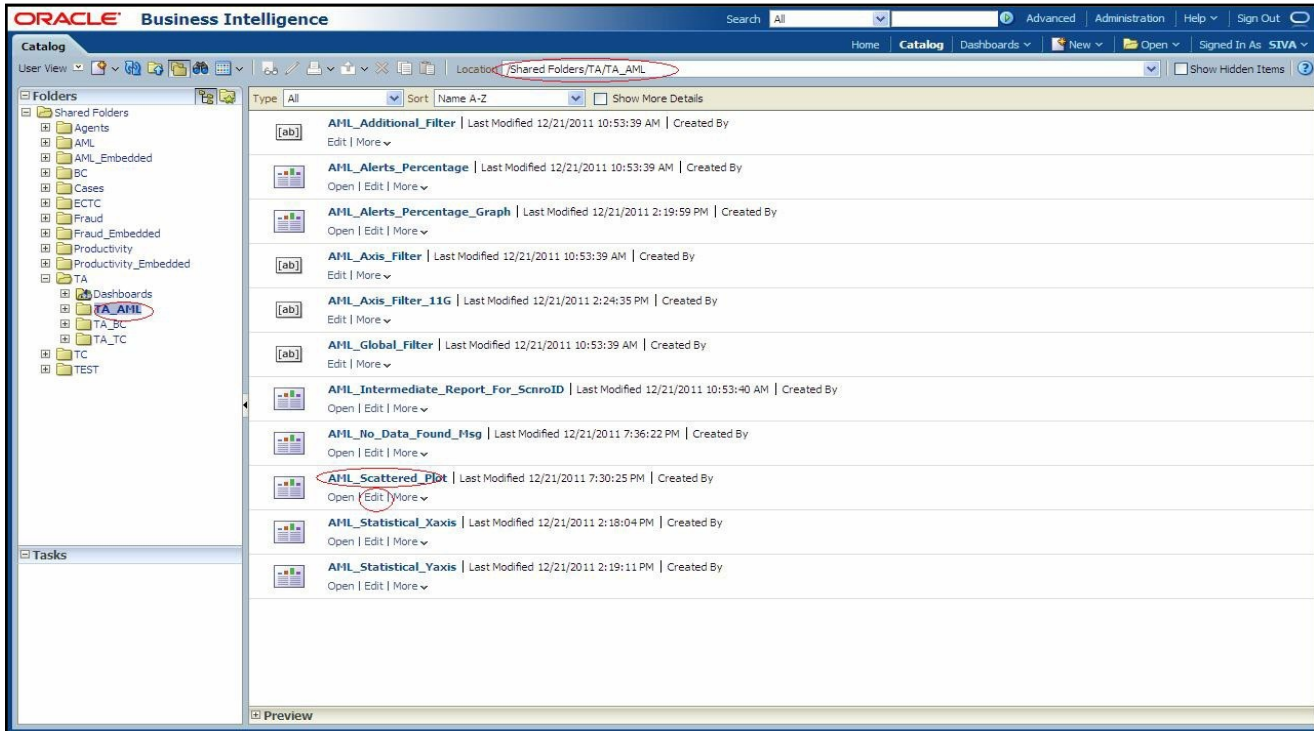 ORACLE Business Intelligence
Search All Advanced Administration Help Sign Out
Catalog Home Catalog Dashboards New Open Signed In As SIVA
User View Location /Shared Folders/TA/TA_AML Show Hidden Items
Folders
Shared Folders
Agents
AML
AML_Embedded
BC
Cases
ECTC
Fraud
Fraud_Embedded
Productivity
Productivity_Embedded
TA
Dashboards
TA_AML
TA_BC
TA_TC
TC
TEST
Tasks
Type All Sort Name A-Z Show More Details
[ab] AML_Additional_Filter | Last Modified 12/21/2011 10:53:39 AM | Created By
Edit | More
AML_Alerts_Percentage | Last Modified 12/21/2011 10:53:39 AM | Created By
Open | Edit | More
AML_Alerts_Percentage_Graph | Last Modified 12/21/2011 2:19:59 PM | Created By
Open | Edit | More
[ab] AML_Axis_Filter | Last Modified 12/21/2011 10:53:39 AM | Created By
Edit | More
[ab] AML_Axis_Filter_11G | Last Modified 12/21/2011 2:24:35 PM | Created By
Edit | More
[ab] AML_Global_Filter | Last Modified 12/21/2011 10:53:39 AM | Created By
Edit | More
AML_Intermediate_Report_For_ScnroID | Last Modified 12/21/2011 10:53:40 AM | Created By
Open | Edit | More
AML_No_Data_Found_Msg | Last Modified 12/21/2011 7:36:22 PM | Created By
Open | Edit | More
AML_Scattered_Plot | Last Modified 12/21/2011 7:30:25 PM | Created By
Open | Edit | More
AML_Statistical_Xaxis | Last Modified 12/21/2011 2:18:04 PM | Created By
Open | Edit | More
AML_Statistical_Yaxis | Last Modified 12/21/2011 2:19:11 PM | Created By
Open | Edit | More
Preview